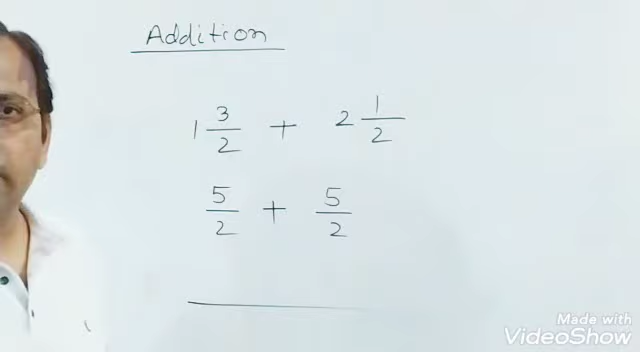 Addition
1 3/2 + 2 1/2
5/2 + 5/2
Made with
VideoShow